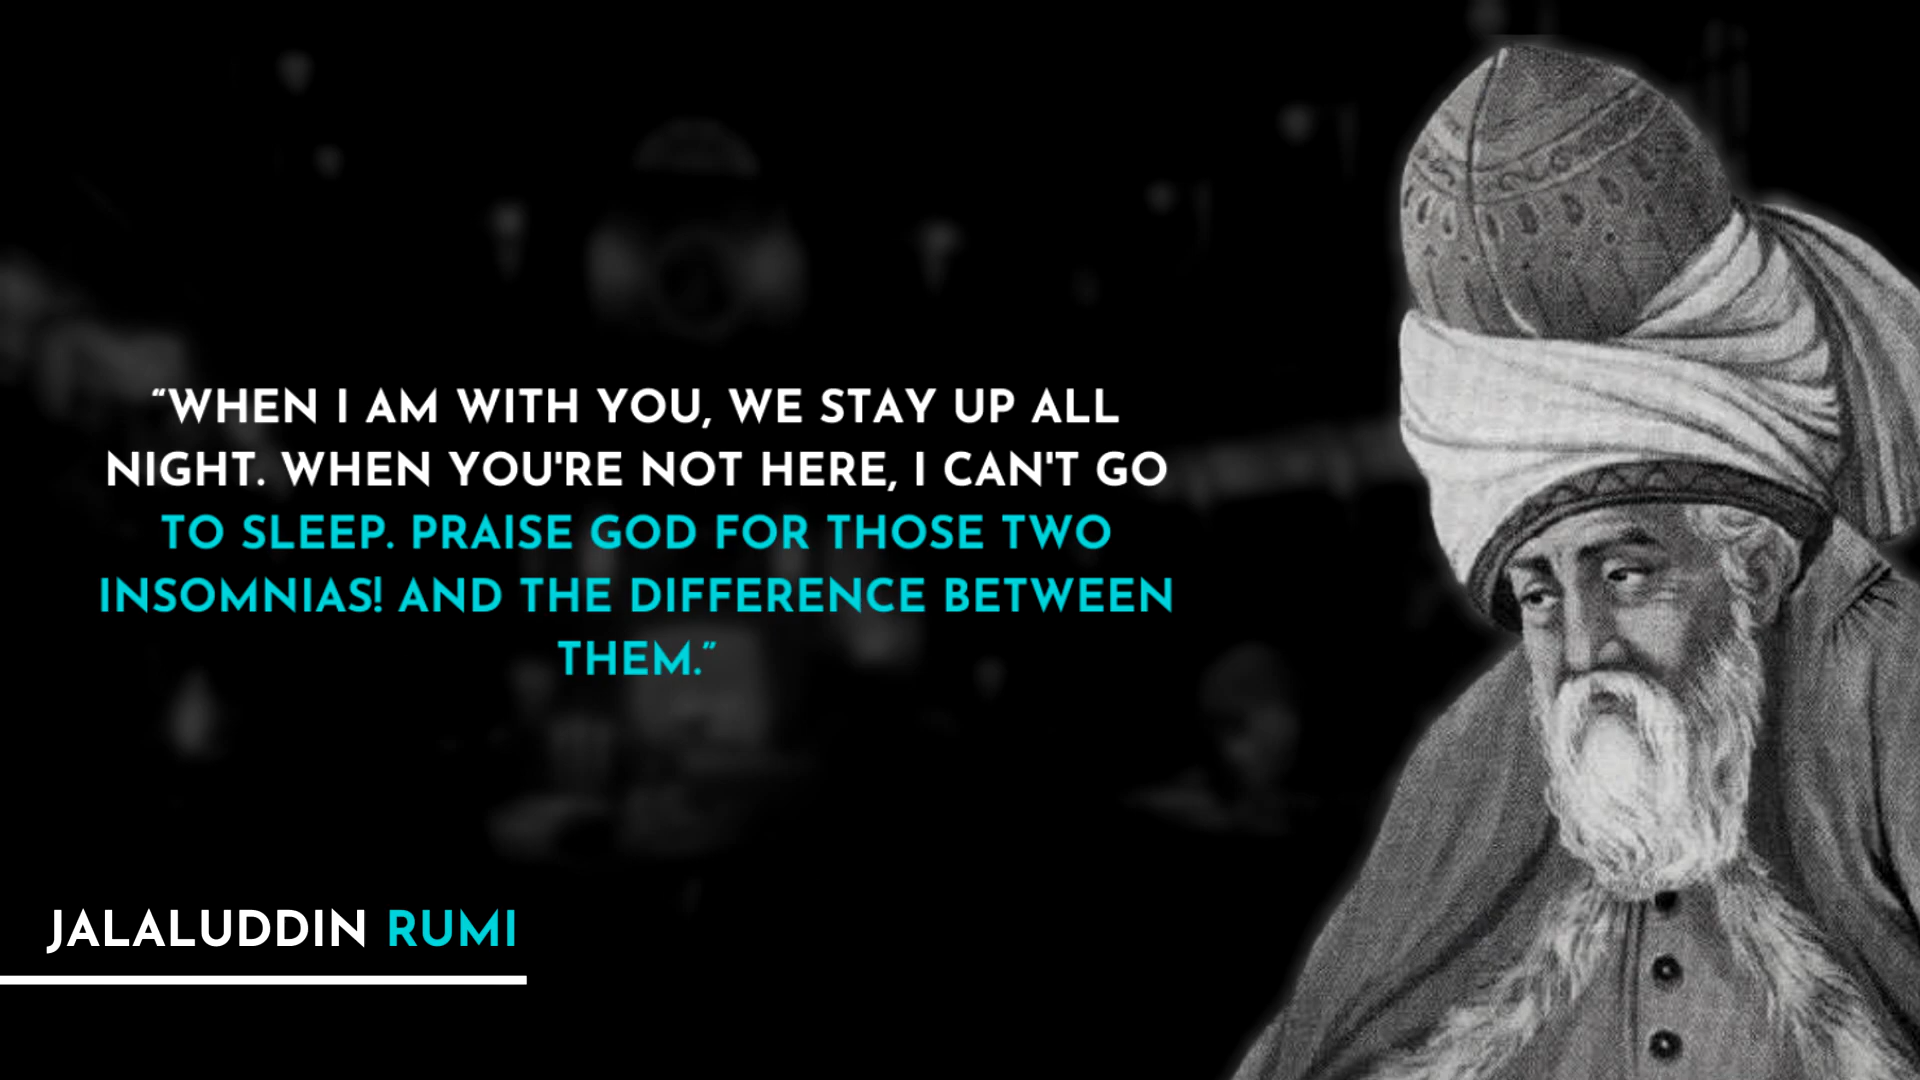 “WHEN I AM WITH YOU, WE STAY UP ALL
NIGHT. WHEN YOU'RE NOT HERE, I CAN'T GO
TO SLEEP. PRAISE GOD FOR THOSE TWO
INSOMNIAS! AND THE DIFFERENCE BETWEEN
THEM.”
JALALUDDIN RUMI